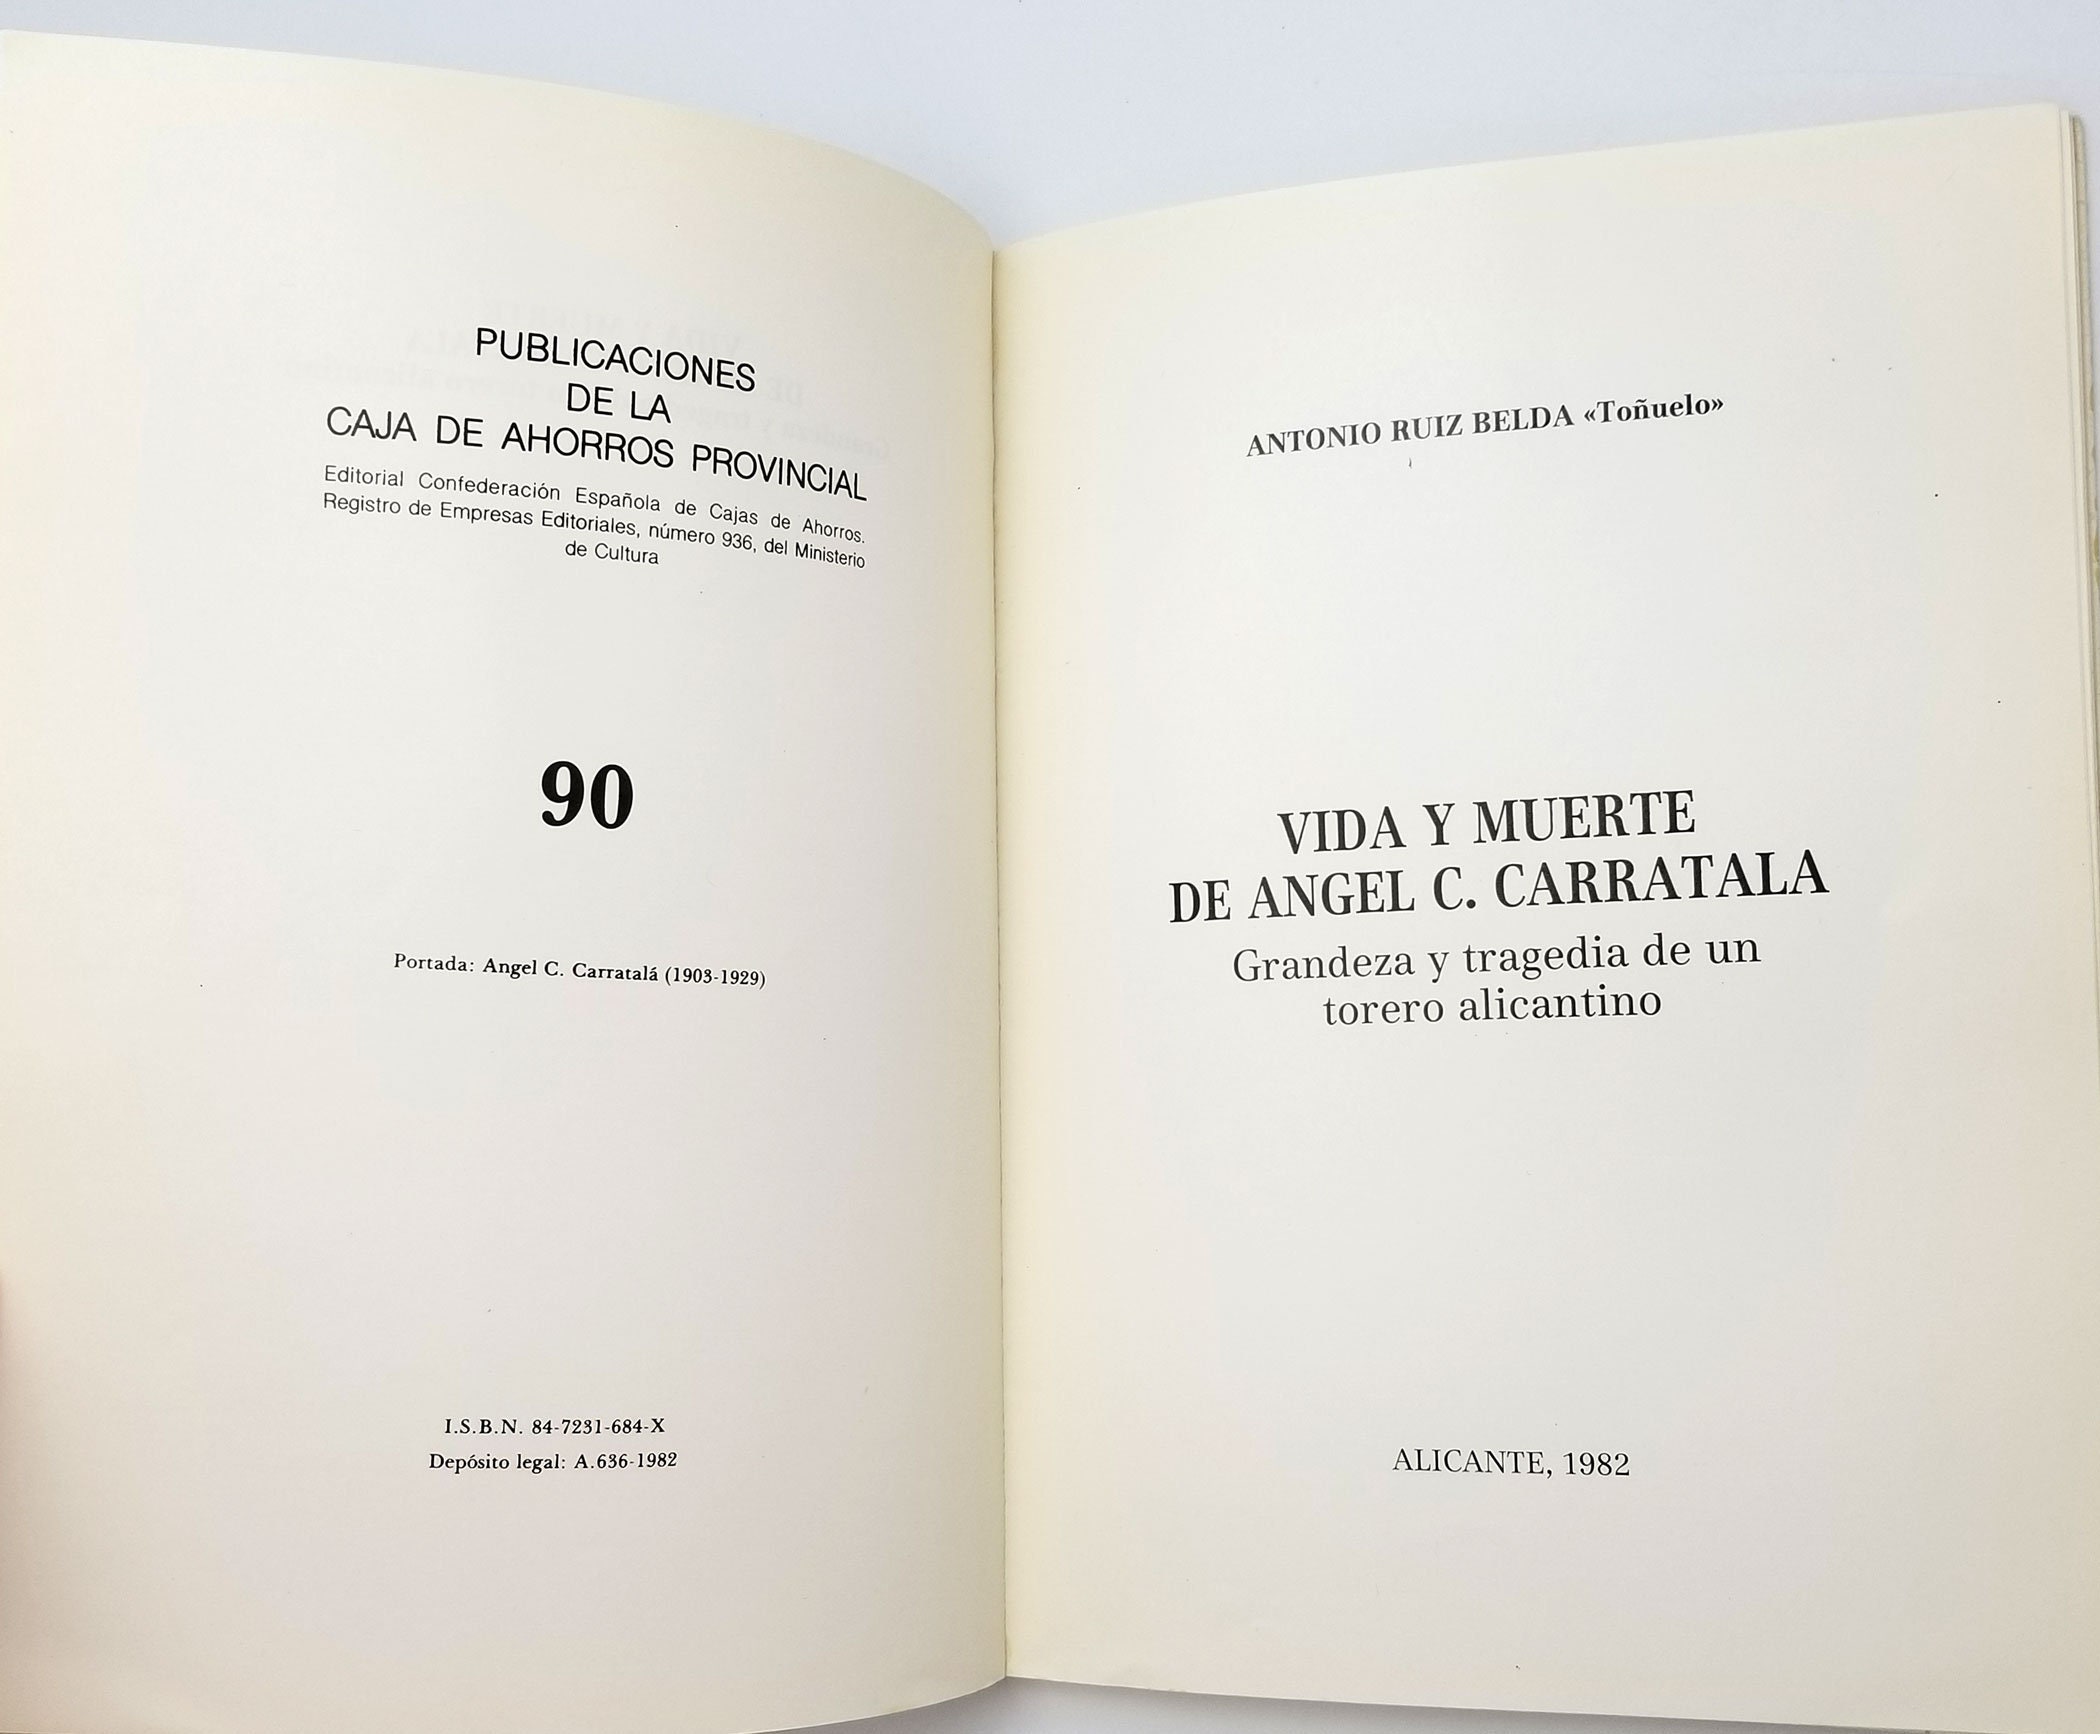 PUBLICACIONES
DE LA
CAJA DE AHORROS PROVINCIAL
Editorial Confederación Española de Cajas de Ahorros.
Registro de Empresas Editoriales, número 936, del Ministerio
de Cultura
90
Portada: Angel C. Carratalá (1903-1929)
I.S.B.N. 84-7231-684-X
Depósito legal: A.636-1982
ANTONIO RUIZ BELDA «Toñuelo»
VIDA Y MUERTE
DE ANGEL C. CARRATALA
Grandeza y tragedia de un
torero alicantino
ALICANTE, 1982